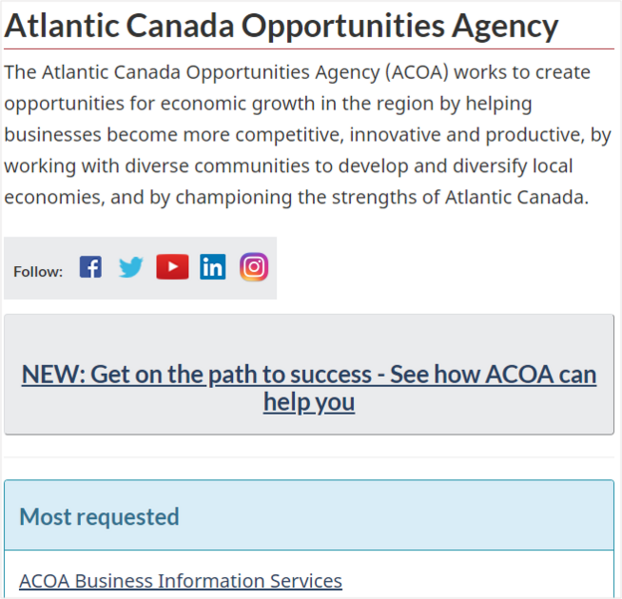 Atlantic Canada Opportunities Agency
The Atlantic Canada Opportunities Agency (ACOA) works to create
opportunities for economic growth in the region by helping
businesses become more competitive, innovative and productive, by
working with diverse communities to develop and diversify local
economies, and by championing the strengths of Atlantic Canada.
Follow:
NEW: Get on the path to success - See how ACOA can
help you
Most requested
ACOA Business Information Services